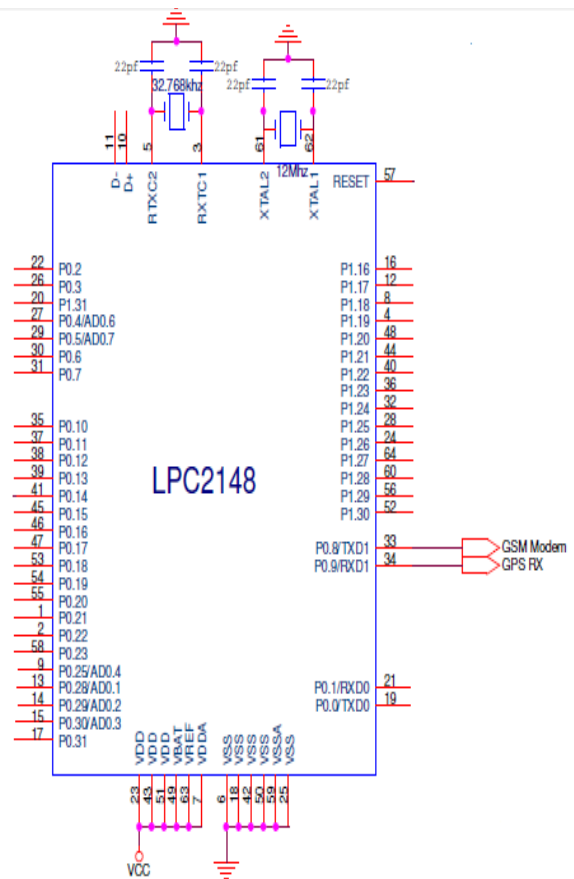 22pf 22pf
32.768khz
22pf 22pf
12Mhz
11 10 5 3 61 62
D- D+ RTXC2 RXTC1 XTAL2 XTAL1
RESET 57
22 P0.2
26 P0.3
20 P1.31
27 P0.4/AD0.6
29 P0.5/AD0.7
30 P0.6
31 P0.7
35 P0.10
37 P0.11
38 P0.12
39 P0.13
41 P0.14
45 P0.15
46 P0.16
47 P0.17
53 P0.18
54 P0.19
55 P0.20
1 P0.21
2 P0.22
58 P0.23
9 P0.25/AD0.4
13 P0.28/AD0.1
14 P0.29/AD0.2
15 P0.30/AD0.3
17 P0.31
LPC2148
P1.16 16
P1.17 12
P1.18 8
P1.19 4
P1.20 48
P1.21 44
P1.22 40
P1.23 36
P1.24 32
P1.25 28
P1.26 24
P1.27 64
P1.28 60
P1.29 56
P1.30 52
P0.8/TXD1 33 GSM Modem
P0.9/RXD1 34 GPS RX
P0.1/RXD0 21
P0.0/TXD0 19
VDD VDD VDD VBAT VREF VDDA VSS VSS VSS VSS VSSA VSS
23 43 51 49 63 7 6 18 42 50 59 25
VCC